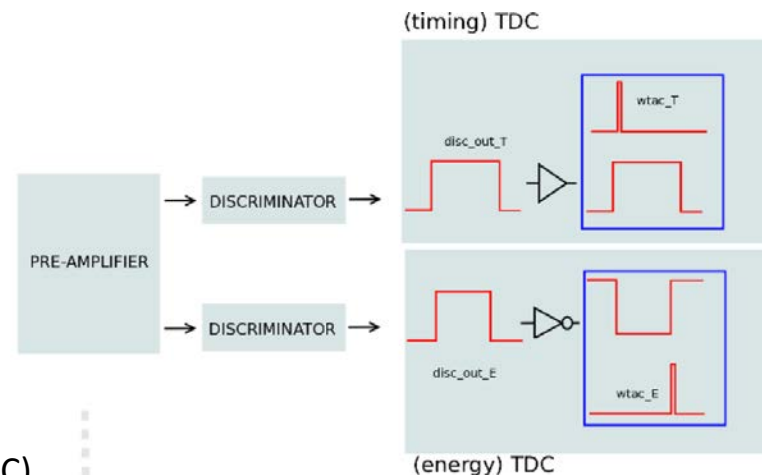 (timing) TDC
wtac_T
disc_out_T
DISCRIMINATOR
PRE-AMPLIFIER
DISCRIMINATOR
disc_out_E
wtac_E
C)
(energy) TDC